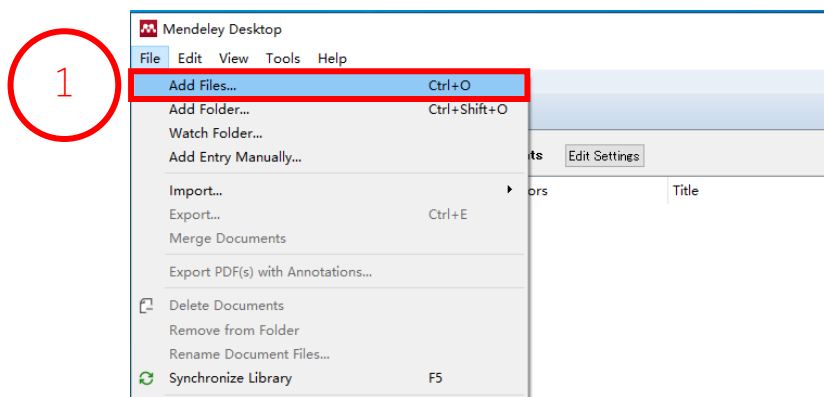 Mendeley Desktop
File Edit View Tools Help
1
Add Files... Ctrl+O
Add Folder... Ctrl+Shift+O
Watch Folder...
Add Entry Manually...
ts Edit Settings
Import...
ors Title
Export... Ctrl+E
Merge Documents
Export PDF(s) with Annotations...
Delete Documents
Remove from Folder
Rename Document Files...
Synchronize Library F5